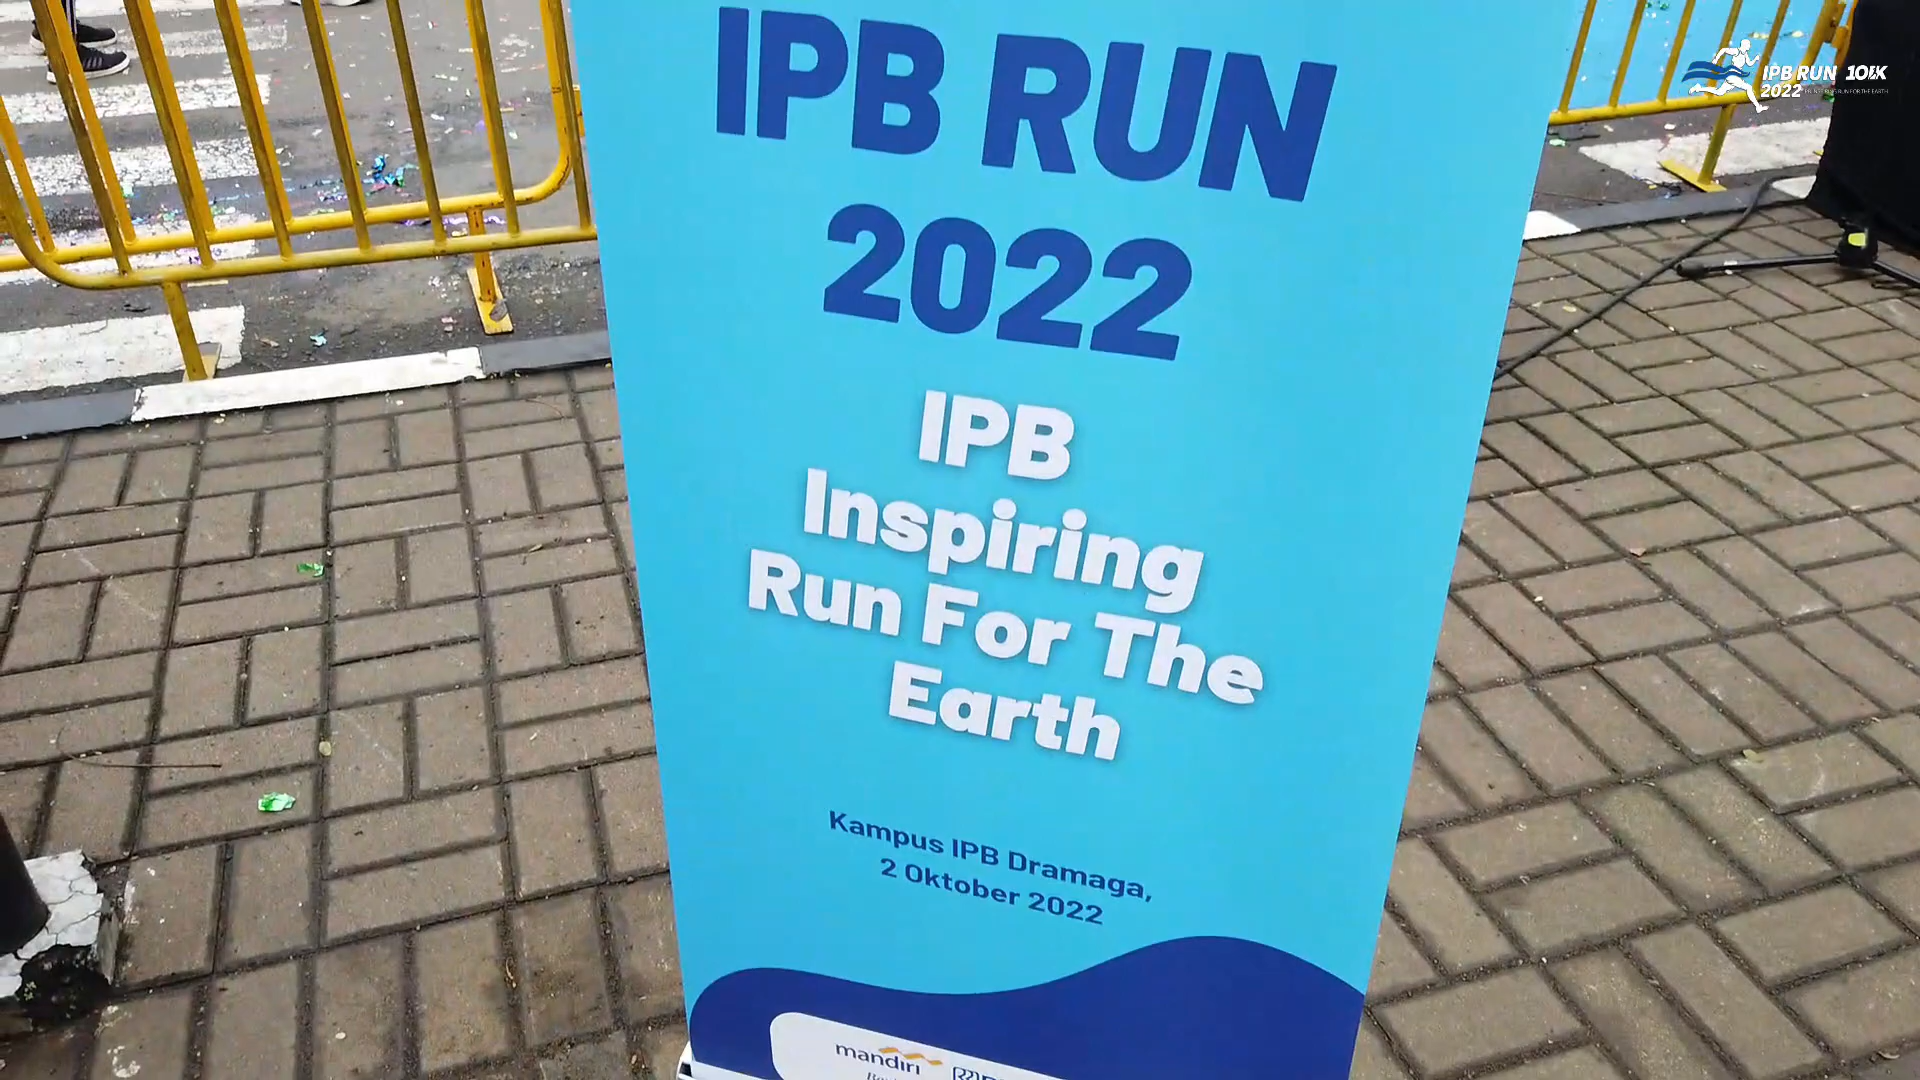 IPB RUN
2022
IPB
Inspiring
Run For The
Earth
Kampus IPB Dramaga,
2 Oktober 2022
mandiri
IPB RUN 10K
2022